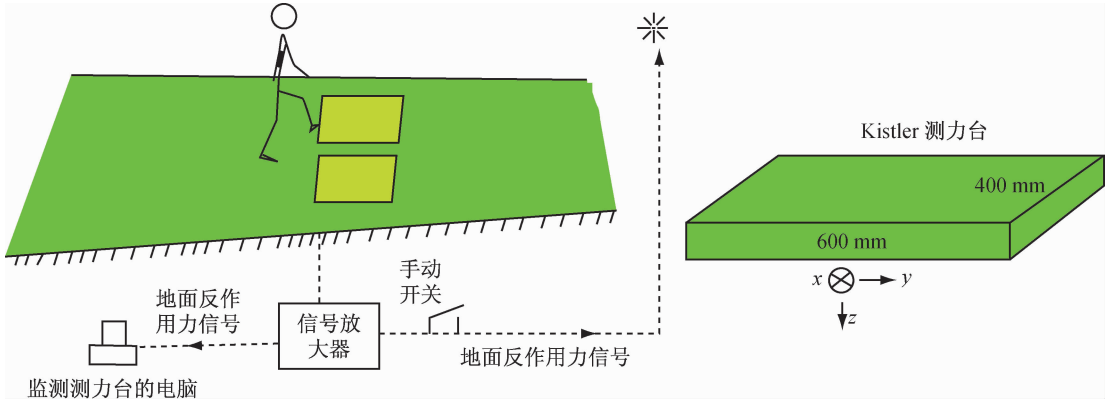 Kistler 测力台
400 mm
600 mm
x
y
z
手动
开关
地面反作
用力信号
信号放
大器
地面反作用力信号
监测测力台的电脑